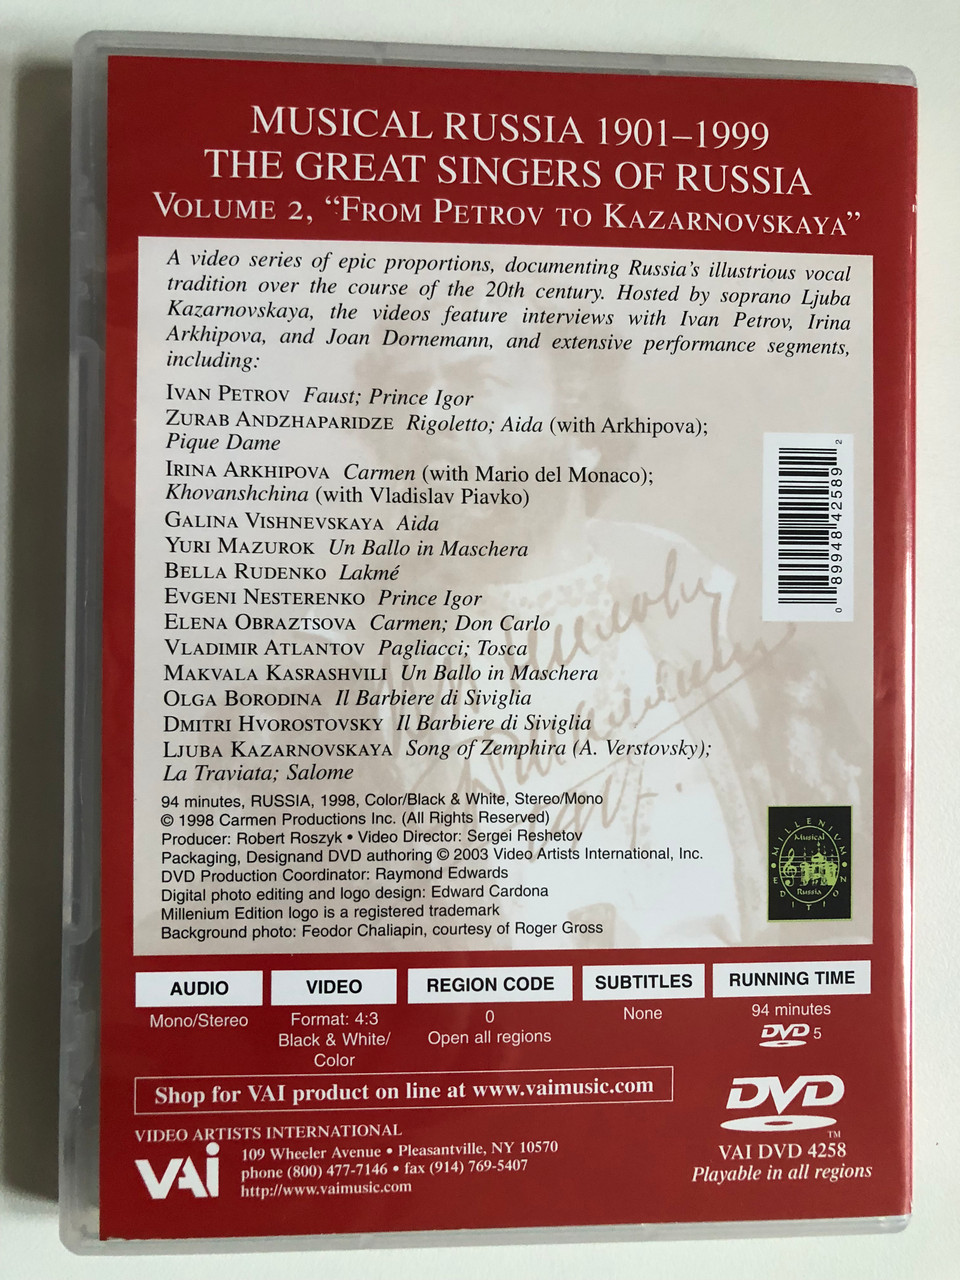 MUSICAL RUSSIA 1901–1999
THE GREAT SINGERS OF RUSSIA
VOLUME 2, “FROM PETROV TO KAZARNOVSKAYA”
A video series of epic proportions, documenting Russia’s illustrious vocal
tradition over the course of the 20th century. Hosted by soprano Ljuba
Kazarnovskaya, the videos feature interviews with Ivan Petrov, Irina
Arkhipova, and Joan Dornemann, and extensive performance segments,
including:
IVAN PETROV Faust; Prince Igor
ZURAB ANDZHAPARIDZE Rigoletto; Aida (with Arkhipova);
Pique Dame
IRINA ARKHIPOVA Carmen (with Mario del Monaco);
Khovanshchina (with Vladislav Piavko)
GALINA VISHNEVSKAYA Aida
YURI MAZUROK Un Ballo in Maschera
BELLA RUDENKO Lakmé
EVGENI NESTERENKO Prince Igor
ELENA OBRAZTSOVA Carmen; Don Carlo
VLADIMIR ATLANTOV Pagliacci; Tosca
MAKVALA KASRASHVILI Un Ballo in Maschera
OLGA BORODINA Il Barbiere di Siviglia
DMITRI HVOROSTOVSKY Il Barbiere di Siviglia
LJUBA KAZARNOVSKAYA Song of Zemphira (A. Verstovsky);
La Traviata; Salome
94 minutes, RUSSIA, 1998, Color/Black & White, Stereo/Mono
© 1998 Carmen Productions Inc. (All Rights Reserved)
Producer: Robert Roszyk • Video Director: Sergei Reshetov
Packaging, Designand DVD authoring © 2003 Video Artists International, Inc.
DVD Production Coordinator: Raymond Edwards
Digital photo editing and logo design: Edward Cardona
Millenium Edition logo is a registered trademark
Background photo: Feodor Chaliapin, courtesy of Roger Gross
0 89948 42589 2
MILLENIUM
Musical
Russia
EDITION
AUDIO
Mono/Stereo
VIDEO
Format: 4:3
Black & White/
Color
REGION CODE
0
Open all regions
SUBTITLES
None
RUNNING TIME
94 minutes
DVD 5
Shop for VAI product on line at www.vaimusic.com
VIDEO ARTISTS INTERNATIONAL
VAI
109 Wheeler Avenue • Pleasantville, NY 10570
phone (800) 477-7146 • fax (914) 769-5407
http://www.vaimusic.com
DVD
TM
VAI DVD 4258
Playable in all regions